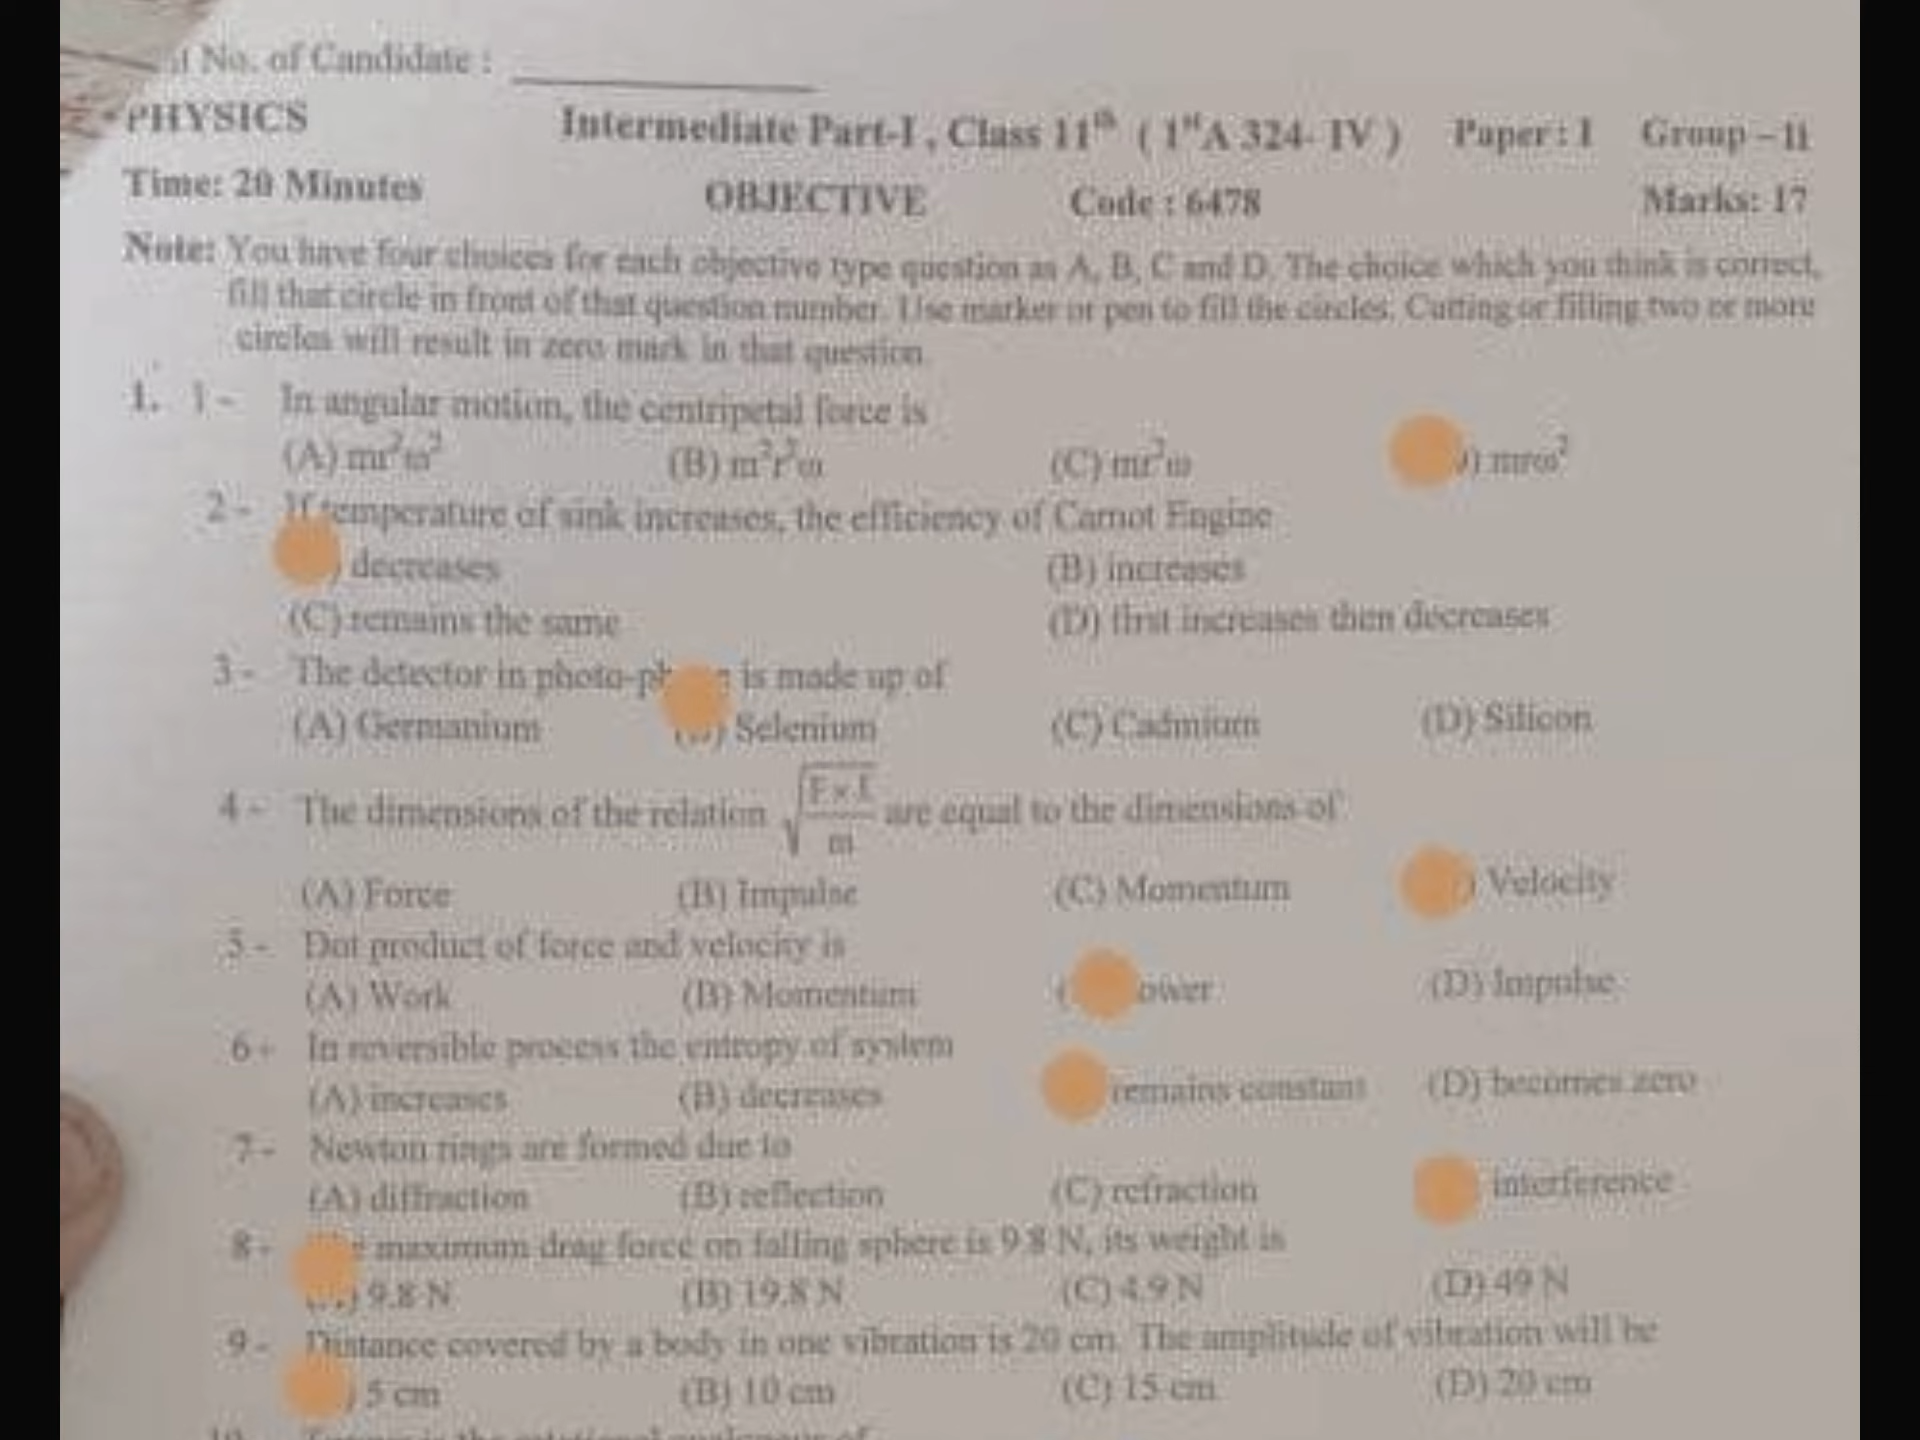 No. of Candidate :
PHYSICS Intermediate Part-I , Class 11th ( 1stA 324- IV ) Paper : I Group – II
Time: 20 Minutes OBJECTIVE Code : 6478 Marks: 17
Note: You have four choices for each objective type question as A, B, C and D. The choice which you think is correct,
fill that circle in front of that question number. Use marker or pen to fill the circles. Cutting or filling two or more
circles will result in zero mark in that question.
1. 1 - In angular motion, the centripetal force is
(A) mr²ω² (B) m²r²ω (C) mr²ω ) mrω²
2 - If temperature of sink increases, the efficiency of Carnot Engine
) decreases (B) increases
(C) remains the same (D) first increases then decreases
3 - The detector in photo-ph is made up of
(A) Germanium (B) Selenium (C) Cadmium (D) Silicon
4 - The dimensions of the relation √(F×l/m) are equal to the dimensions of
(A) Force (B) Impulse (C) Momentum ) Velocity
5 - Dot product of force and velocity is
(A) Work (B) Momentum ( ower (D) Impulse
6 - In reversible process the entropy of system
(A) increases (B) decreases remains constant (D) becomes zero
7 - Newton rings are formed due to
(A) diffraction (B) reflection (C) refraction interference
8 - maximum drag force on falling sphere is 9.8 N, its weight is
) 9.8 N (B) 19.8 N (C) 4.9 N (D) 49 N
9 - Distance covered by a body in one vibration is 20 cm. The amplitude of vibration will be
) 5 cm (B) 10 cm (C) 15 cm (D) 20 cm